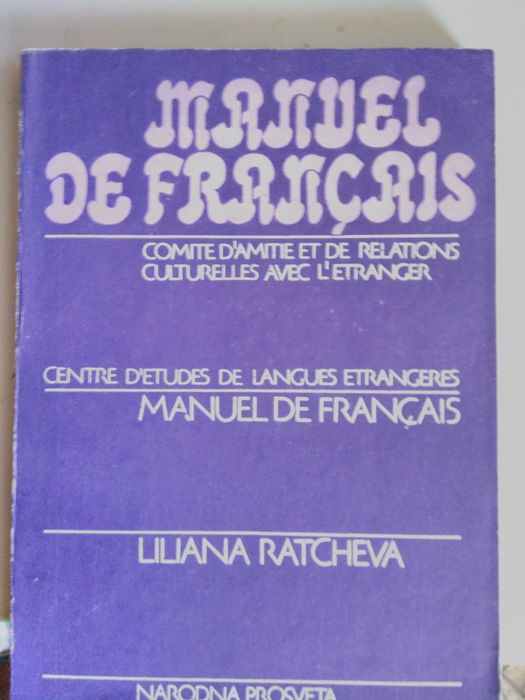 MANUEL
DE FRANÇAIS
COMITE D'AMITIE ET DE RELATIONS
CULTURELLES AVEC L'ETRANGER
CENTRE D'ETUDES DE LANGUES ETRANGERES
MANUEL DE FRANÇAIS
LILIANA RATCHEVA
NARODNA PROSVETA